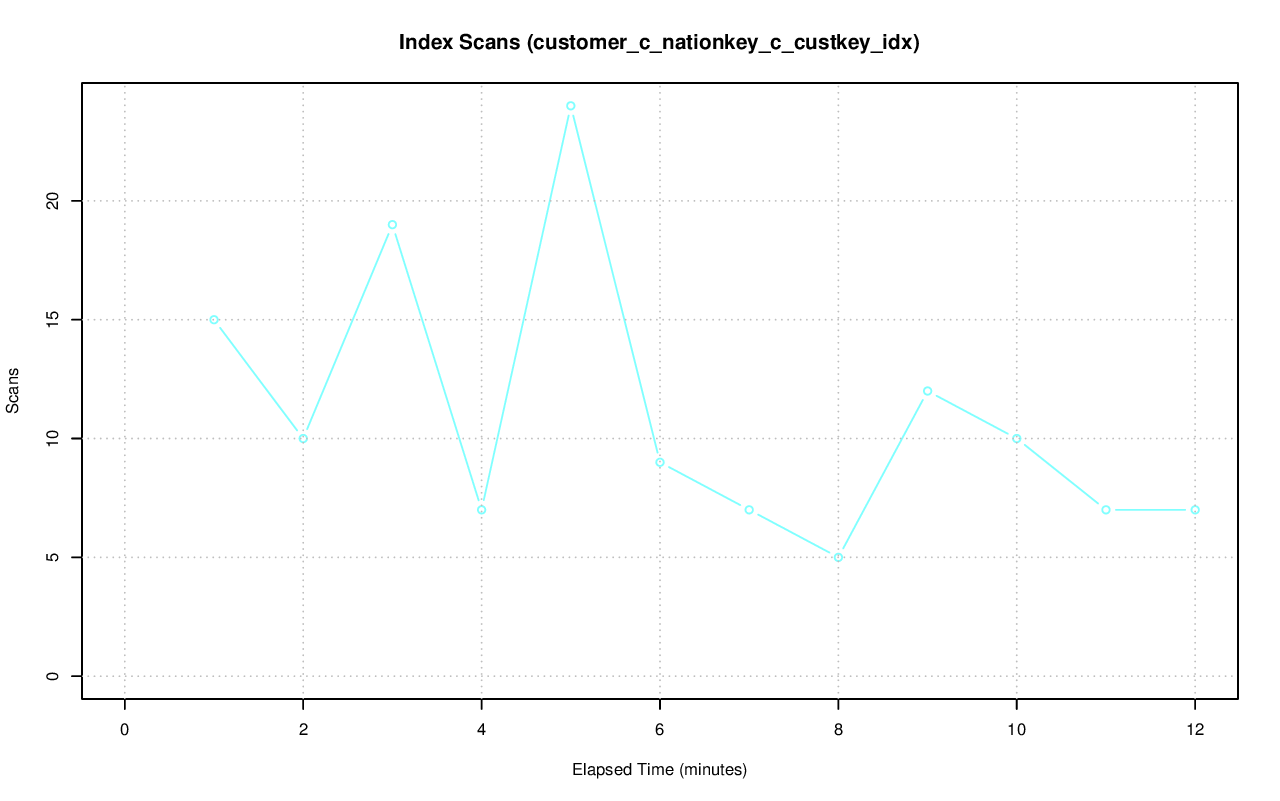 Index Scans (customer_c_nationkey_c_custkey_idx)
Scans
20
15
10
5
0
0 2 4 6 8 10 12
Elapsed Time (minutes)